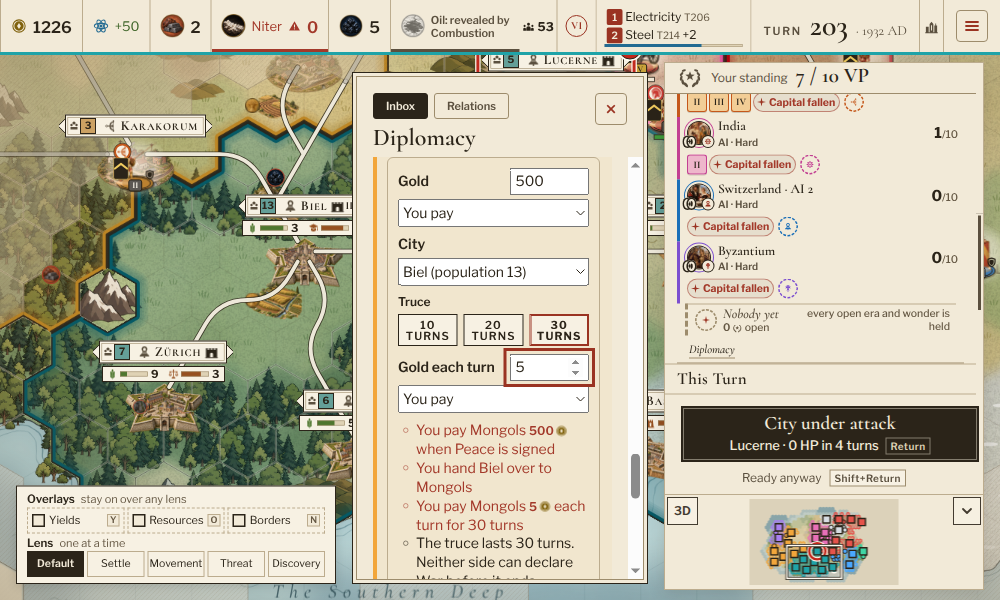 1226
+50
2
Niter 0
5
Oil: revealed by
Combustion
53
VI
1 Electricity T206
2 Steel T214 +2
TURN 203 · 1932 AD
5 LUCERNE
3 KARAKORUM
II
13 BIEL
3
7 ZÜRICH
9 3
6
Overlays stay on over any lens
Yields Y
Resources O
Borders N
Lens one at a time
Default
Settle
Movement
Threat
Discovery
The Southern Deep
Inbox
Relations
×
Diplomacy
Gold 500
You pay
City
Biel (population 13)
Truce
10 TURNS
20 TURNS
30 TURNS
Gold each turn 5
You pay
You pay Mongols 500
when Peace is signed
You hand Biel over to
Mongols
You pay Mongols 5 each
turn for 30 turns
The truce lasts 30 turns.
Neither side can declare
War before it ends
Your standing 7 / 10 VP
II III IV Capital fallen
India
AI · Hard
1/10
II Capital fallen
Switzerland · AI 2
AI · Hard
0/10
Capital fallen
Byzantium
AI · Hard
0/10
Capital fallen
Nobody yet
0 open
every open era and wonder is
held
Diplomacy
This Turn
City under attack
Lucerne · 0 HP in 4 turns Return
Ready anyway Shift+Return
3D